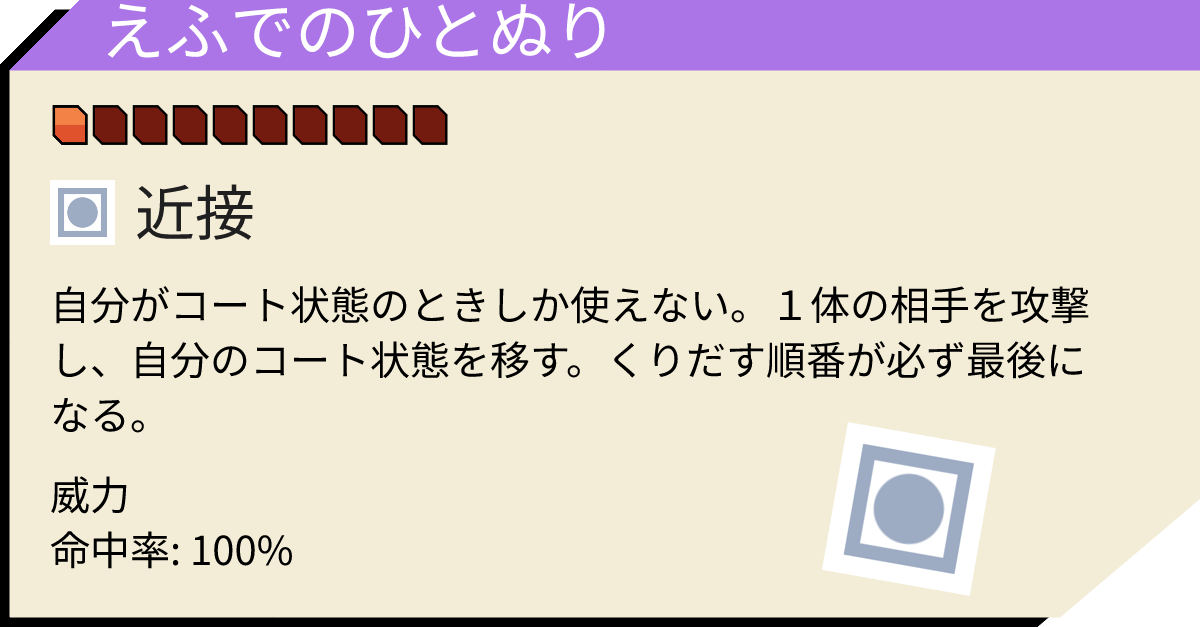 えふでのひとぬり
近接
自分がコート状態のときしか使えない。１体の相手を攻撃
し、自分のコート状態を移す。くりだす順番が必ず最後に
なる。
威力
命中率: 100%